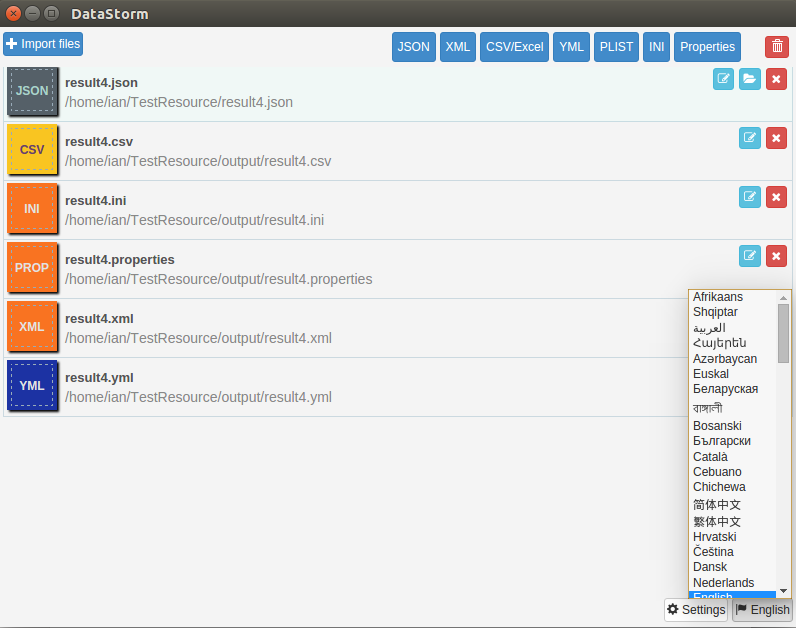 DataStorm
Import files
JSON XML CSV/Excel YML PLIST INI Properties
JSON
result4.json
/home/ian/TestResource/result4.json
CSV
result4.csv
/home/ian/TestResource/output/result4.csv
INI
result4.ini
/home/ian/TestResource/output/result4.ini
PROP
result4.properties
/home/ian/TestResource/output/result4.properties
XML
result4.xml
/home/ian/TestResource/output/result4.xml
YML
result4.yml
/home/ian/TestResource/output/result4.yml
Afrikaans
Shqiptar
العربية
Հայերեն
Azərbaycan
Euskal
Беларуская
বাঙ্গালী
Bosanski
Български
Català
Cebuano
Chichewa
简体中文
繁体中文
Hrvatski
Čeština
Dansk
Nederlands
English
Settings English